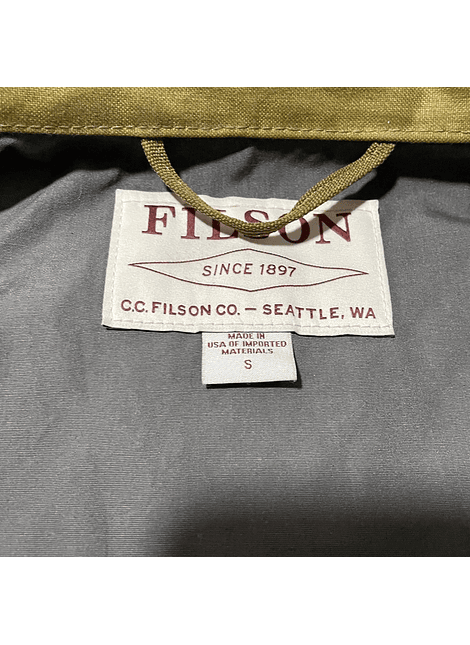 FILSON
SINCE 1897
C.C. FILSON CO. — SEATTLE, WA
MADE IN
USA OF IMPORTED
MATERIALS
S